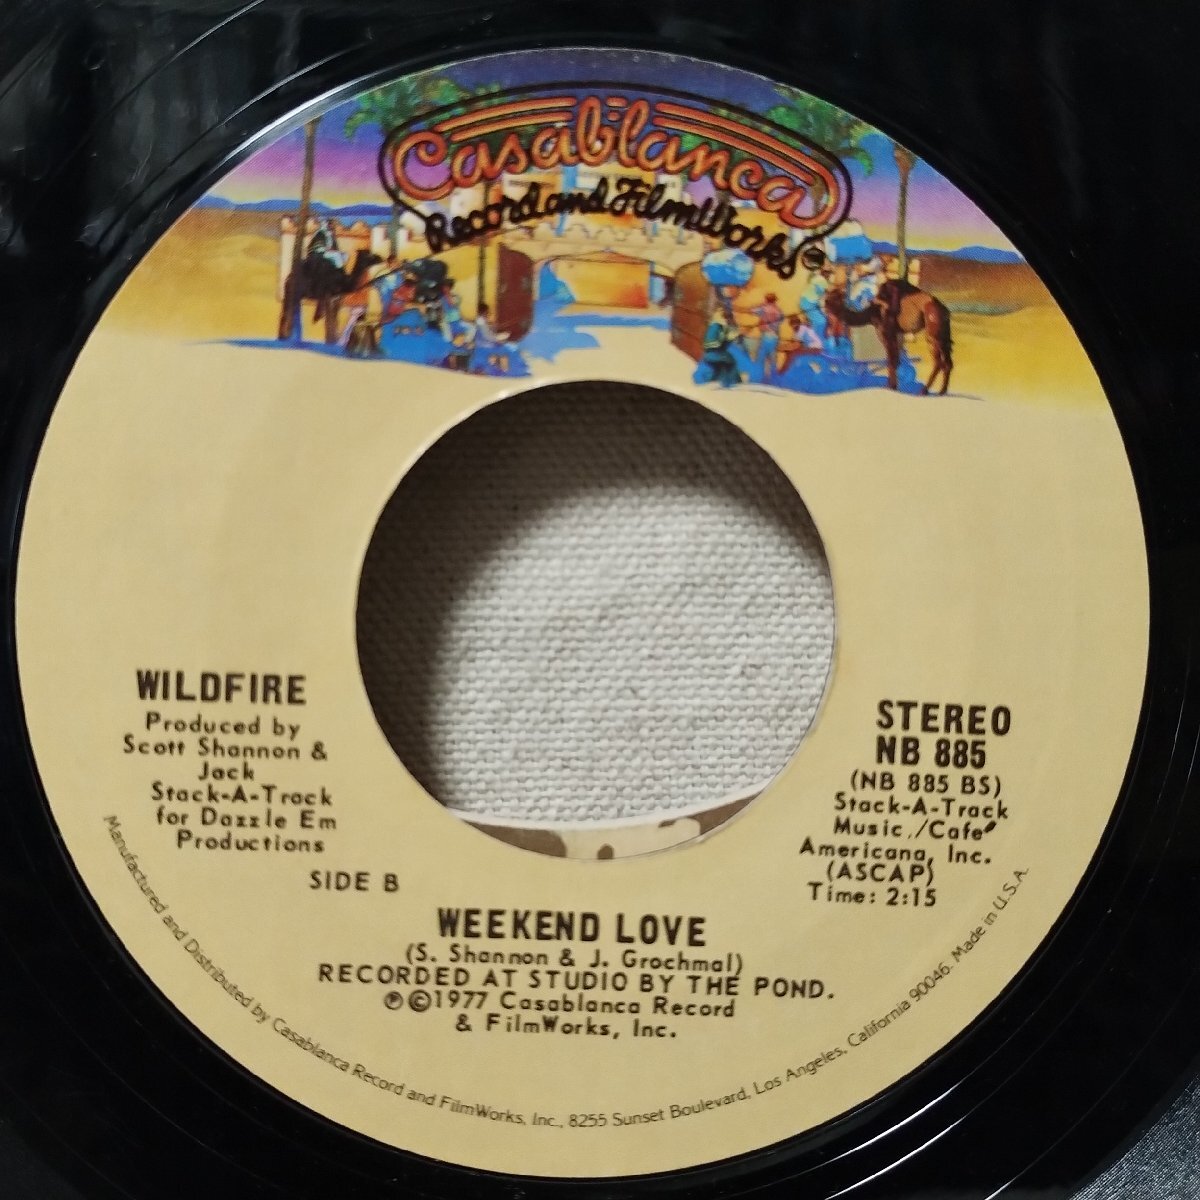 Casablanca
Record and FilmWorks
WILDFIRE
Produced by
Scott Shannon &
Jack
Stack-A-Track
for Dazzle Em
Productions
SIDE B
STEREO
NB 885
(NB 885 BS)
Stack-A-Track
Music,/Cafe
Americana, Inc.
(ASCAP)
Time: 2:15
WEEKEND LOVE
(S. Shannon & J. Grochmal)
RECORDED AT STUDIO BY THE POND.
℗©1977 Casablanca Record
& FilmWorks, Inc.
Manufactured and Distributed by Casablanca Record and FilmWorks, Inc., 8255 Sunset Boulevard, Los Angeles, California 90046. Made in U.S.A.